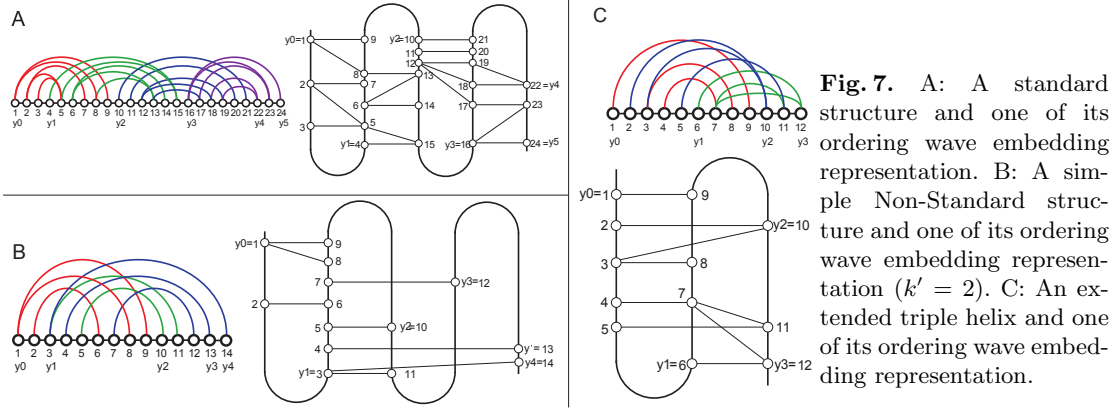 A
1 2 3 4 5 6 7 8 9 10 11 12 13 14 15 16 17 18 19 20 21 22 23 24
y0 y1 y2 y3 y4 y5
y0=1 9 y2=10 21
11 20
12 19
8 13
2 7 18 22=y4
6 14 17 23
3 5
y1=4 15 y3=16 24=y5
B
1 2 3 4 5 6 7 8 9 10 11 12 13 14
y0 y1 y2 y3 y4
y0=1 9
8
7 y3=12
2 6
5 y2=10
4 y'=13
y1=3 11 y4=14
C
1 2 3 4 5 6 7 8 9 10 11 12
y0 y1 y2 y3
y0=1 9
2 y2=10
3 8
4 7
5 11
y1=6 y3=12
Fig. 7. A: A standard
structure and one of its
ordering wave embedding
representation. B: A sim-
ple Non-Standard struc-
ture and one of its ordering
wave embedding represen-
tation (k′ = 2). C: An ex-
tended triple helix and one
of its ordering wave embed-
ding representation.